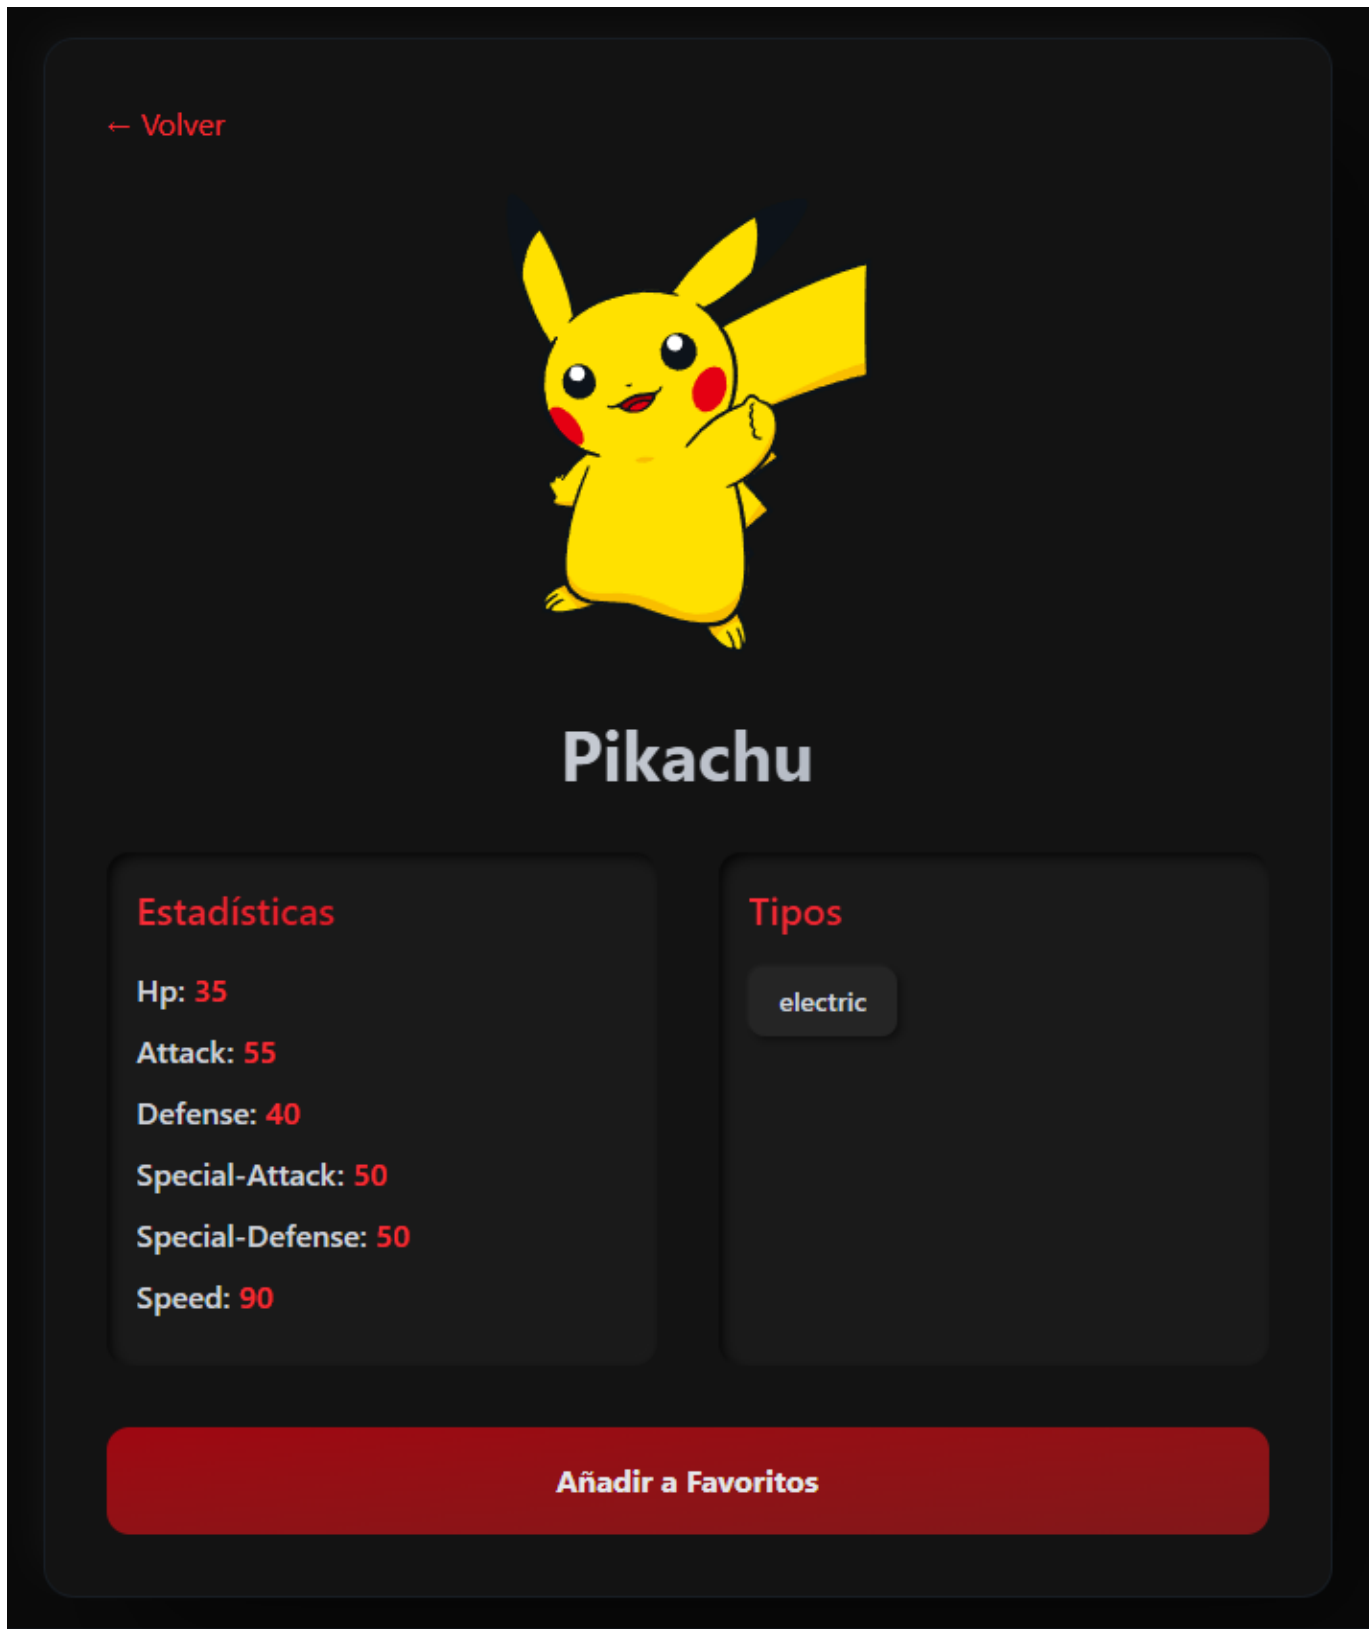 ← Volver
Pikachu
Estadísticas
Hp: 35
Attack: 55
Defense: 40
Special-Attack: 50
Special-Defense: 50
Speed: 90
Tipos
electric
Añadir a Favoritos